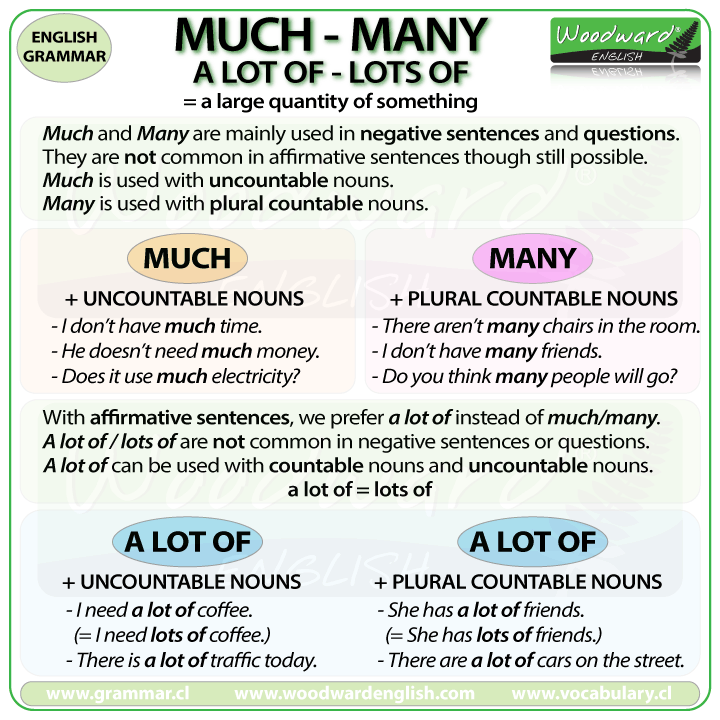 ENGLISH
GRAMMAR
MUCH - MANY
A LOT OF - LOTS OF
= a large quantity of something
Woodward®
ENGLISH
Much and Many are mainly used in negative sentences and questions.
They are not common in affirmative sentences though still possible.
Much is used with uncountable nouns.
Many is used with plural countable nouns.
MUCH
+ UNCOUNTABLE NOUNS
- I don't have much time.
- He doesn't need much money.
- Does it use much electricity?
MANY
+ PLURAL COUNTABLE NOUNS
- There aren't many chairs in the room.
- I don't have many friends.
- Do you think many people will go?
With affirmative sentences, we prefer a lot of instead of much/many.
A lot of / lots of are not common in negative sentences or questions.
A lot of can be used with countable nouns and uncountable nouns.
a lot of = lots of
A LOT OF
+ UNCOUNTABLE NOUNS
- I need a lot of coffee.
(= I need lots of coffee.)
- There is a lot of traffic today.
A LOT OF
+ PLURAL COUNTABLE NOUNS
- She has a lot of friends.
(= She has lots of friends.)
- There are a lot of cars on the street.
www.grammar.cl www.woodwardenglish.com www.vocabulary.cl